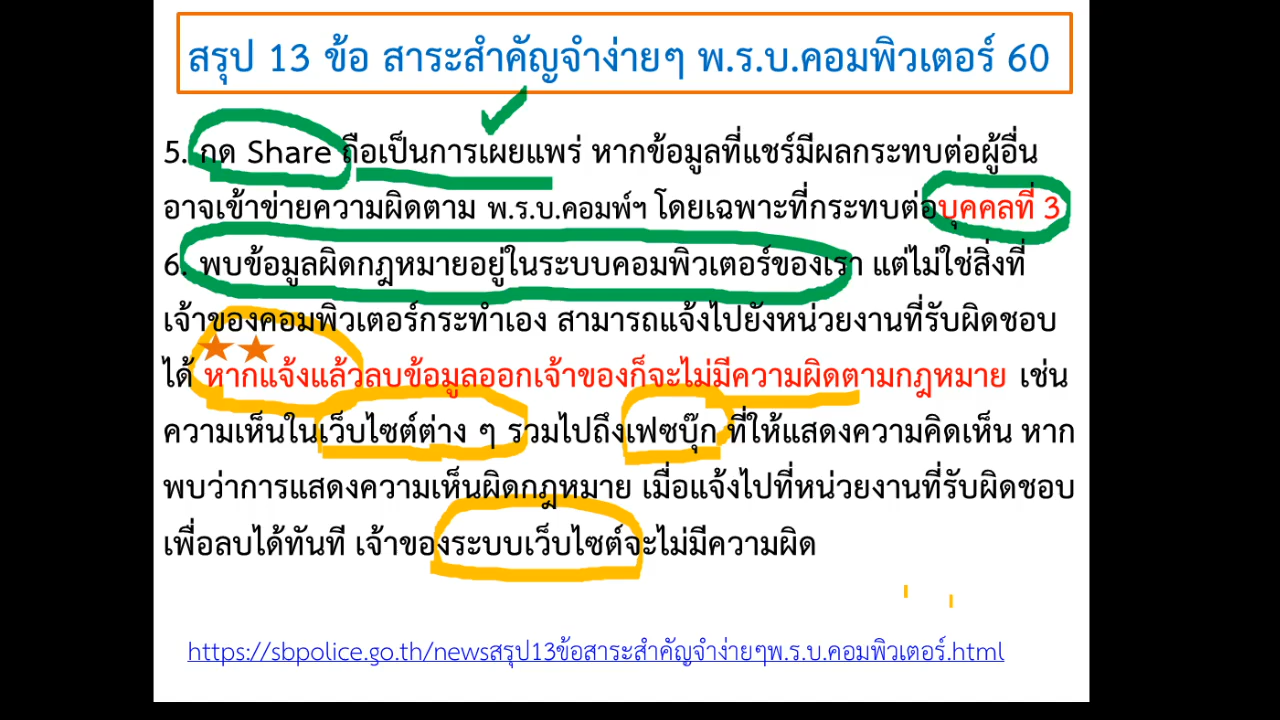 สรุป 13 ข้อ สาระสำคัญจำง่ายๆ พ.ร.บ.คอมพิวเตอร์ 60
5. กด Share ถือเป็นการเผยแพร่ หากข้อมูลที่แชร์มีผลกระทบต่อผู้อื่น
อาจเข้าข่ายความผิดตาม พ.ร.บ.คอมพ์ฯ โดยเฉพาะที่กระทบต่อบุคคลที่ 3
6. พบข้อมูลผิดกฎหมายอยู่ในระบบคอมพิวเตอร์ของเรา แต่ไม่ใช่สิ่งที่
เจ้าของคอมพิวเตอร์กระทำเอง สามารถแจ้งไปยังหน่วยงานที่รับผิดชอบ
ได้ หากแจ้งแล้วลบข้อมูลออกเจ้าของก็จะไม่มีความผิดตามกฎหมาย เช่น
ความเห็นในเว็บไซต์ต่าง ๆ รวมไปถึงเฟซบุ๊ก ที่ให้แสดงความคิดเห็น หาก
พบว่าการแสดงความเห็นผิดกฎหมาย เมื่อแจ้งไปที่หน่วยงานที่รับผิดชอบ
เพื่อลบได้ทันที เจ้าของระบบเว็บไซต์จะไม่มีความผิด
https://sbpolice.go.th/newsสรุป13ข้อสาระสำคัญจำง่ายๆพ.ร.บ.คอมพิวเตอร์.html